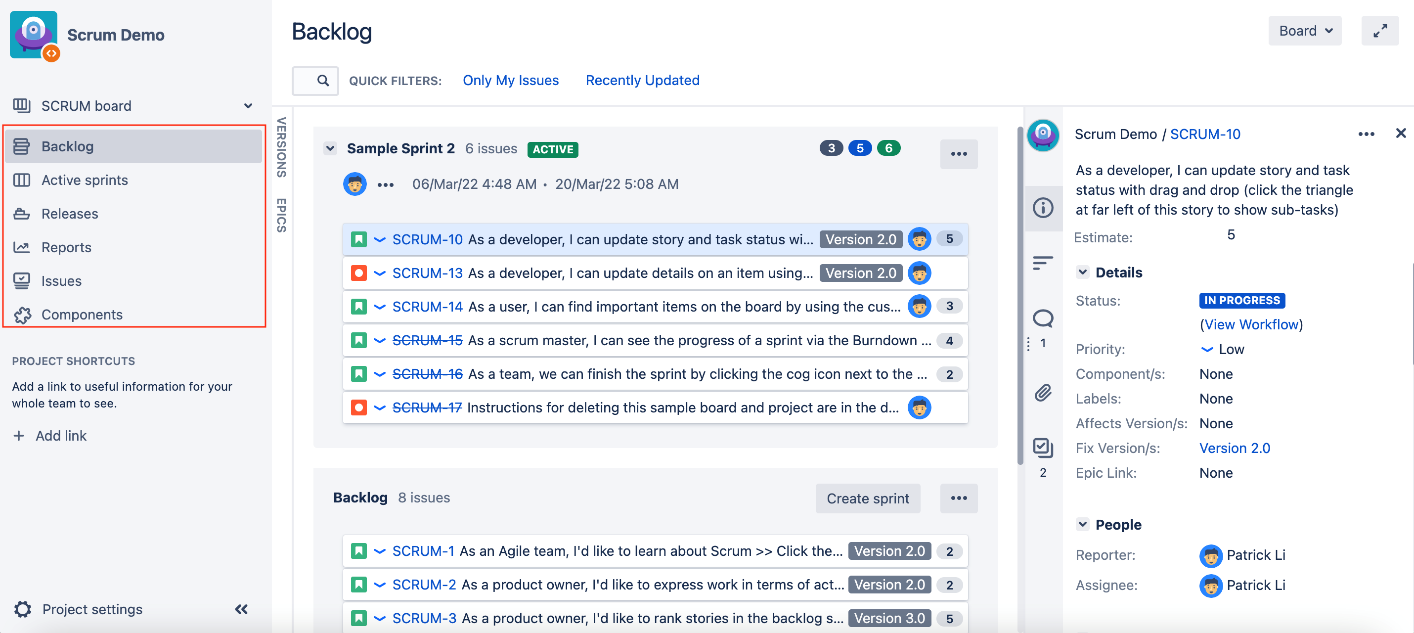 Scrum Demo
SCRUM board
Backlog
Active sprints
Releases
Reports
Issues
Components
PROJECT SHORTCUTS
Add a link to useful information for your
whole team to see.
+ Add link
Project settings
Backlog
Board
QUICK FILTERS: Only My Issues Recently Updated
VERSIONS
EPICS
Sample Sprint 2 6 issues ACTIVE 3 5 6
06/Mar/22 4:48 AM • 20/Mar/22 5:08 AM
SCRUM-10 As a developer, I can update story and task status wi... Version 2.0 5
SCRUM-13 As a developer, I can update details on an item using... Version 2.0
SCRUM-14 As a user, I can find important items on the board by using the cus... 3
SCRUM-15 As a scrum master, I can see the progress of a sprint via the Burndown ... 4
SCRUM-16 As a team, we can finish the sprint by clicking the cog icon next to the ... 2
SCRUM-17 Instructions for deleting this sample board and project are in the d...
Backlog 8 issues Create sprint
SCRUM-1 As an Agile team, I'd like to learn about Scrum >> Click the... Version 2.0 2
SCRUM-2 As a product owner, I'd like to express work in terms of act... Version 2.0 2
SCRUM-3 As a product owner, I'd like to rank stories in the backlog s... Version 3.0 5
1
2
Scrum Demo / SCRUM-10
As a developer, I can update story and task
status with drag and drop (click the triangle
at far left of this story to show sub-tasks)
Estimate: 5
Details
Status: IN PROGRESS
(View Workflow)
Priority: Low
Component/s: None
Labels: None
Affects Version/s: None
Fix Version/s: Version 2.0
Epic Link: None
People
Reporter: Patrick Li
Assignee: Patrick Li